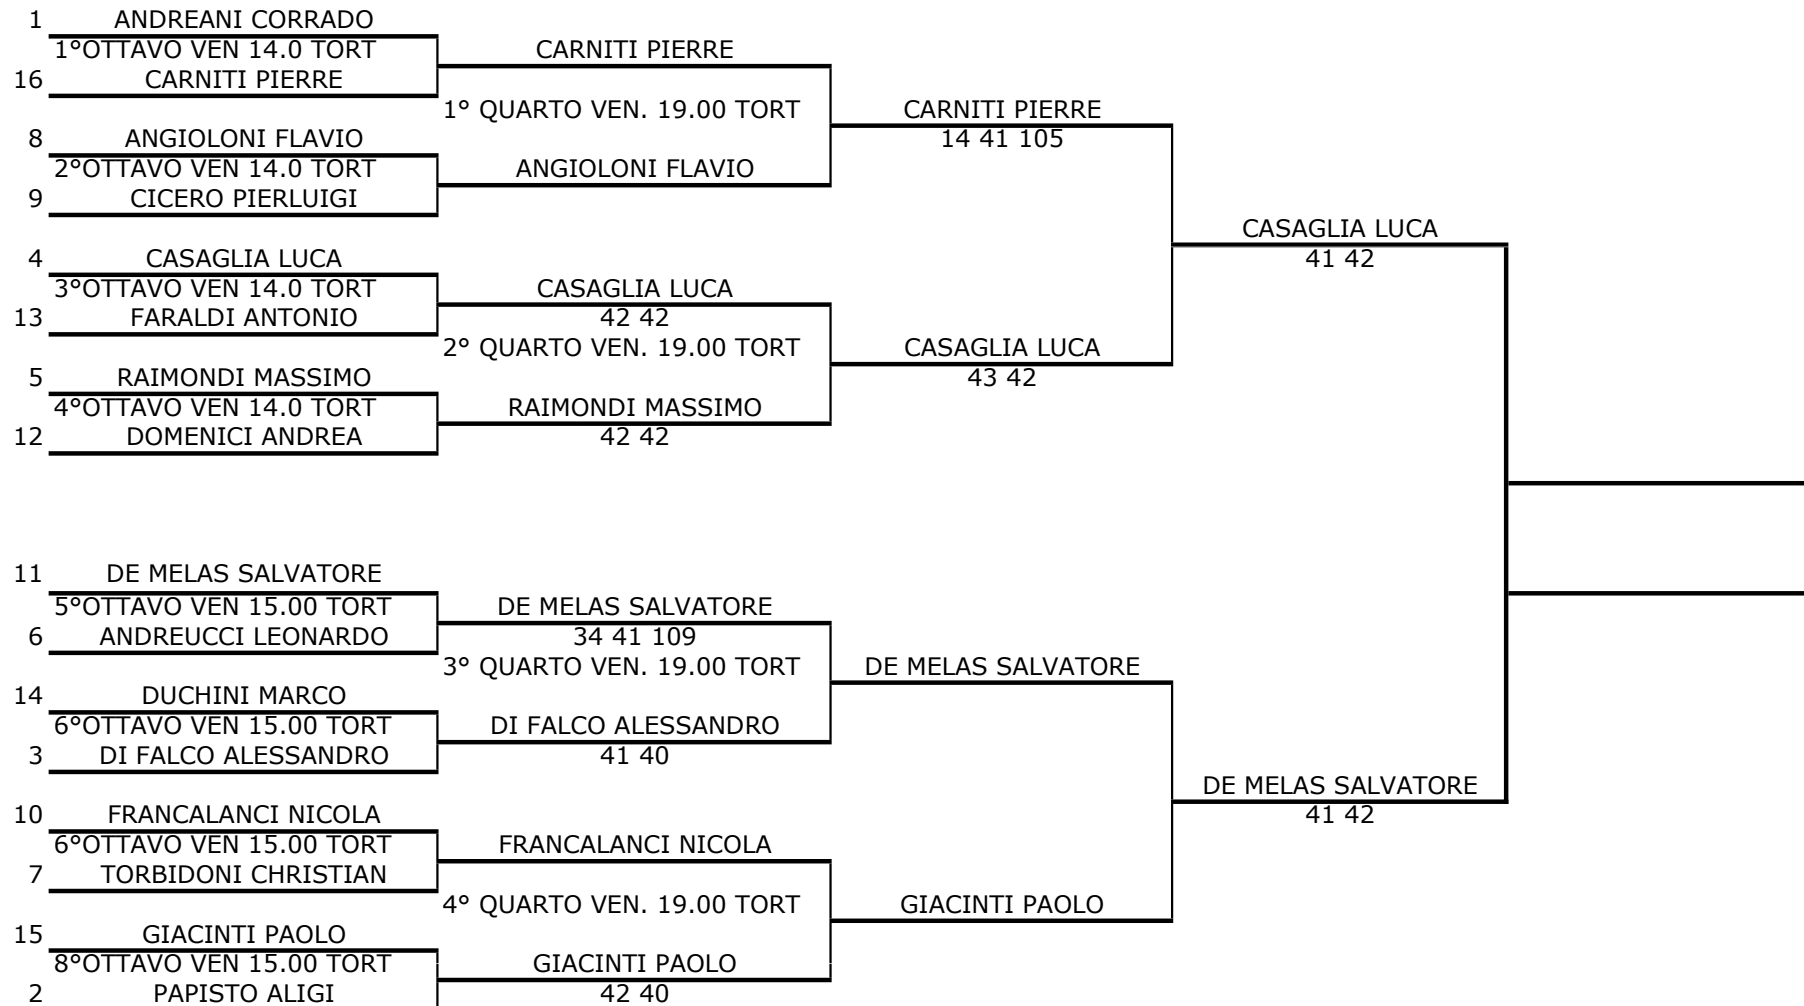 1 ANDREANI CORRADO
1°OTTAVO VEN 14.0 TORT
CARNITI PIERRE
16 CARNITI PIERRE
1° QUARTO VEN. 19.00 TORT
CARNITI PIERRE
14 41 105
8 ANGIOLONI FLAVIO
2°OTTAVO VEN 14.0 TORT
ANGIOLONI FLAVIO
9 CICERO PIERLUIGI
CASAGLIA LUCA
41 42
4 CASAGLIA LUCA
3°OTTAVO VEN 14.0 TORT
CASAGLIA LUCA
42 42
13 FARALDI ANTONIO
2° QUARTO VEN. 19.00 TORT
CASAGLIA LUCA
43 42
5 RAIMONDI MASSIMO
4°OTTAVO VEN 14.0 TORT
RAIMONDI MASSIMO
42 42
12 DOMENICI ANDREA
11 DE MELAS SALVATORE
5°OTTAVO VEN 15.00 TORT
DE MELAS SALVATORE
34 41 109
6 ANDREUCCI LEONARDO
3° QUARTO VEN. 19.00 TORT
DE MELAS SALVATORE
14 DUCHINI MARCO
6°OTTAVO VEN 15.00 TORT
DI FALCO ALESSANDRO
41 40
3 DI FALCO ALESSANDRO
DE MELAS SALVATORE
41 42
10 FRANCALANCI NICOLA
6°OTTAVO VEN 15.00 TORT
FRANCALANCI NICOLA
7 TORBIDONI CHRISTIAN
4° QUARTO VEN. 19.00 TORT
GIACINTI PAOLO
15 GIACINTI PAOLO
8°OTTAVO VEN 15.00 TORT
GIACINTI PAOLO
42 40
2 PAPISTO ALIGI